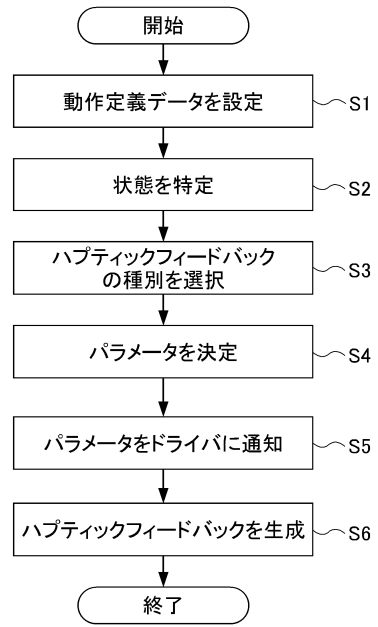 開始
動作定義データを設定 S1
状態を特定 S2
ハプティックフィードバック
の種別を選択 S3
パラメータを決定 S4
パラメータをドライバに通知 S5
ハプティックフィードバックを生成 S6
終了